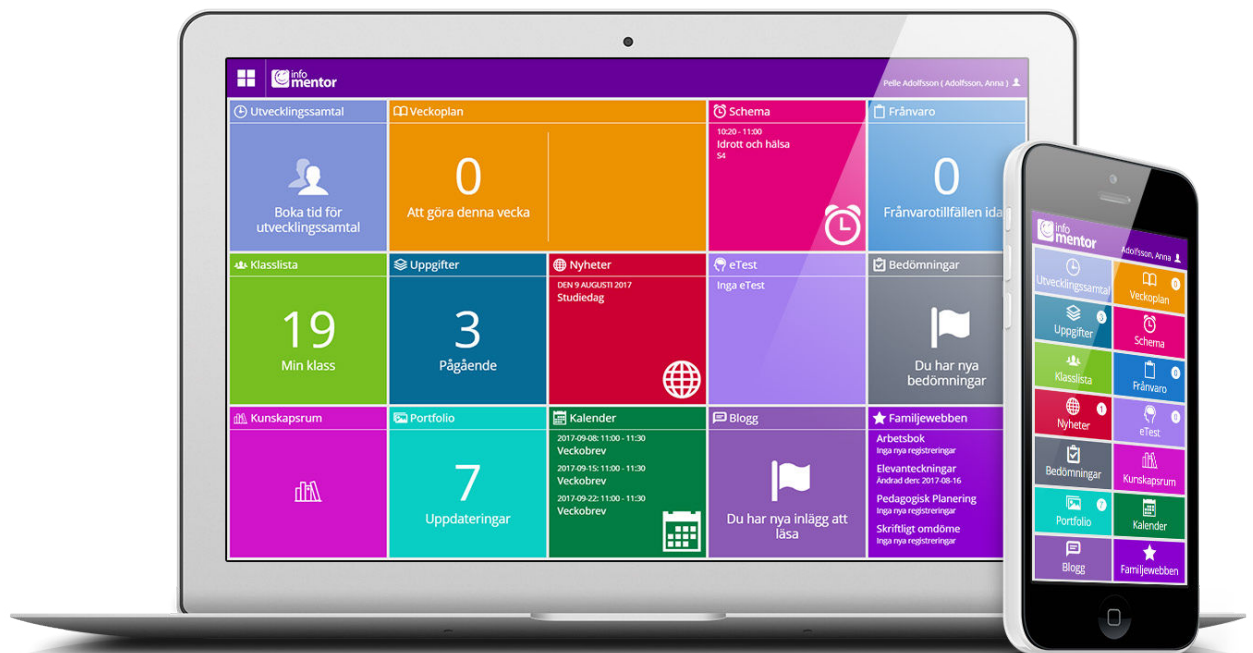 info
mentor
Pelle Adolfsson ( Adolfsson, Anna )
Utvecklingssamtal
Boka tid för
utvecklingssamtal
Veckoplan
0
Att göra denna vecka
Schema
10:20 - 11:00
Idrott och hälsa
S4
Frånvaro
0
Frånvarotillfällen ida
Klasslista
19
Min klass
Uppgifter
3
Pågående
Nyheter
DEN 9 AUGUSTI 2017
Studiedag
eTest
Inga eTest
Bedömningar
Du har nya
bedömningar
Kunskapsrum
Portfolio
7
Uppdateringar
Kalender
2017-09-08: 11:00 - 11:30
Veckobrev
2017-09-15: 11:00 - 11:30
Veckobrev
2017-09-22: 11:00 - 11:30
Veckobrev
Blogg
Du har nya inlägg att
läsa
Familjewebben
Arbetsbok
Inga nya registreringar
Elevanteckningar
Ändrad den: 2017-08-16
Pedagogisk Planering
Inga nya registreringar
Skriftligt omdöme
Inga nya registreringar
info
mentor
Adolfsson, Anna
Utvecklingssamtal
0
Veckoplan
Uppgifter
Schema
Klasslista
0
Frånvaro
1
Nyheter
0
eTest
Bedömningar
Kunskapsrum
7
Portfolio
Kalender
Blogg
Familjewebben